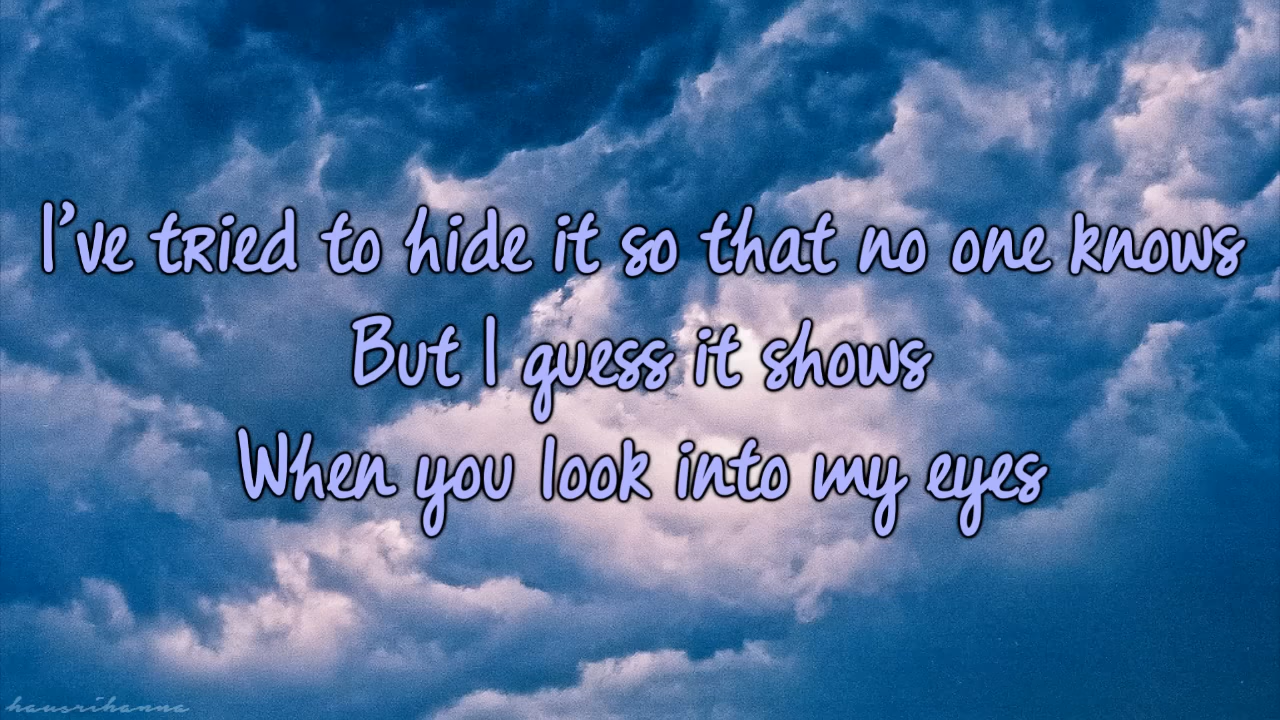 I've tried to hide it so that no one knows
But I guess it shows
When you look into my eyes
hausrihanna